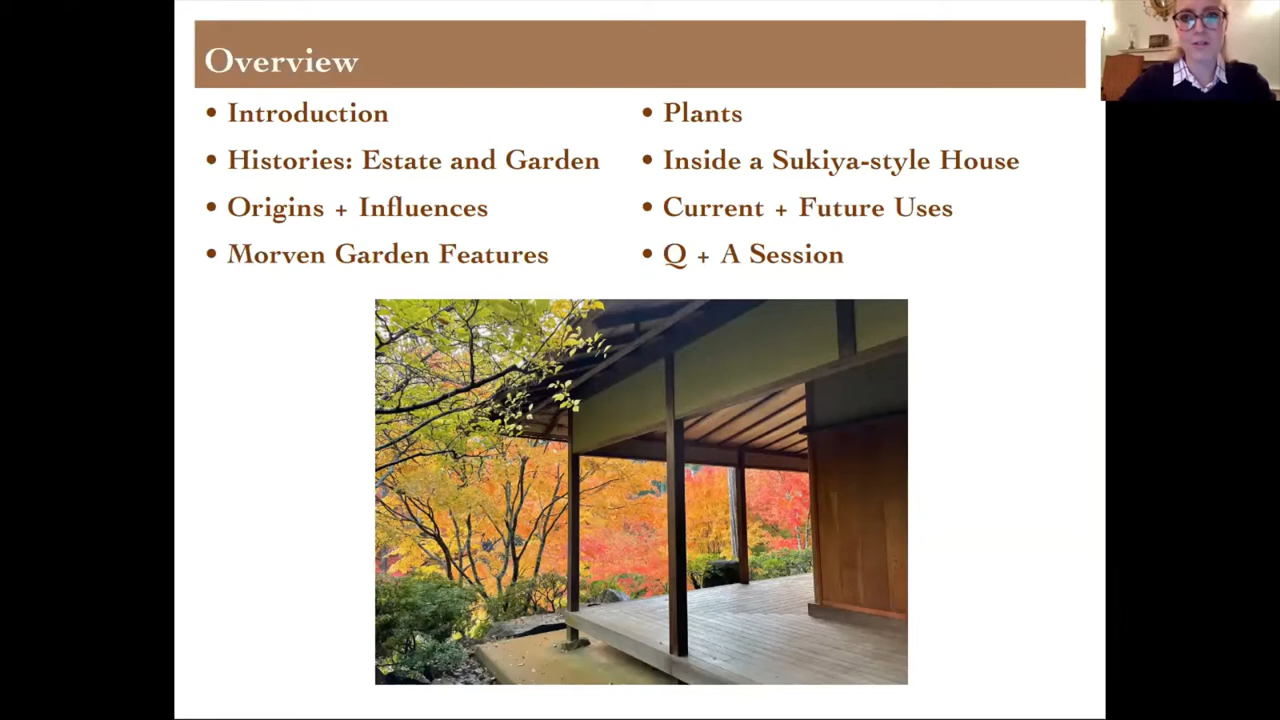 Overview
• Introduction
• Histories: Estate and Garden
• Origins + Influences
• Morven Garden Features
• Plants
• Inside a Sukiya-style House
• Current + Future Uses
• Q + A Session